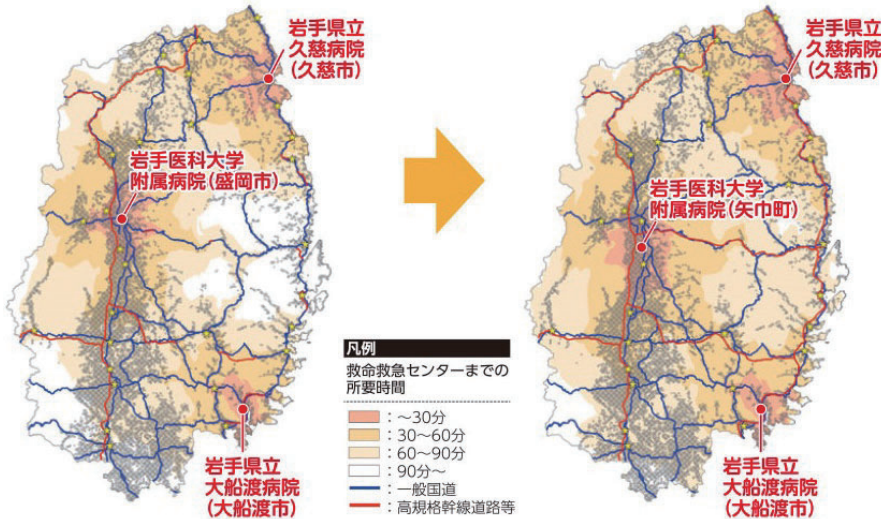 岩手県立
久慈病院
(久慈市)
岩手医科大学
附属病院(盛岡市)
岩手県立
大船渡病院
(大船渡市)
凡例
救命救急センターまでの
所要時間
:～30分
:30～60分
:60～90分
:90分～
:一般国道
:高規格幹線道路等
岩手県立
久慈病院
(久慈市)
岩手医科大学
附属病院(矢巾町)
岩手県立
大船渡病院
(大船渡市)